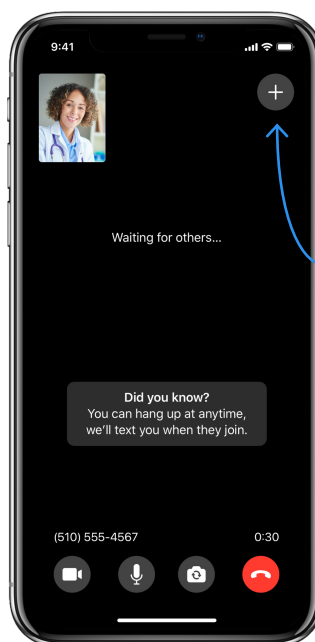 9:41
Waiting for others...
Did you know?
You can hang up at anytime,
we'll text you when they join.
(510) 555-4567
0:30